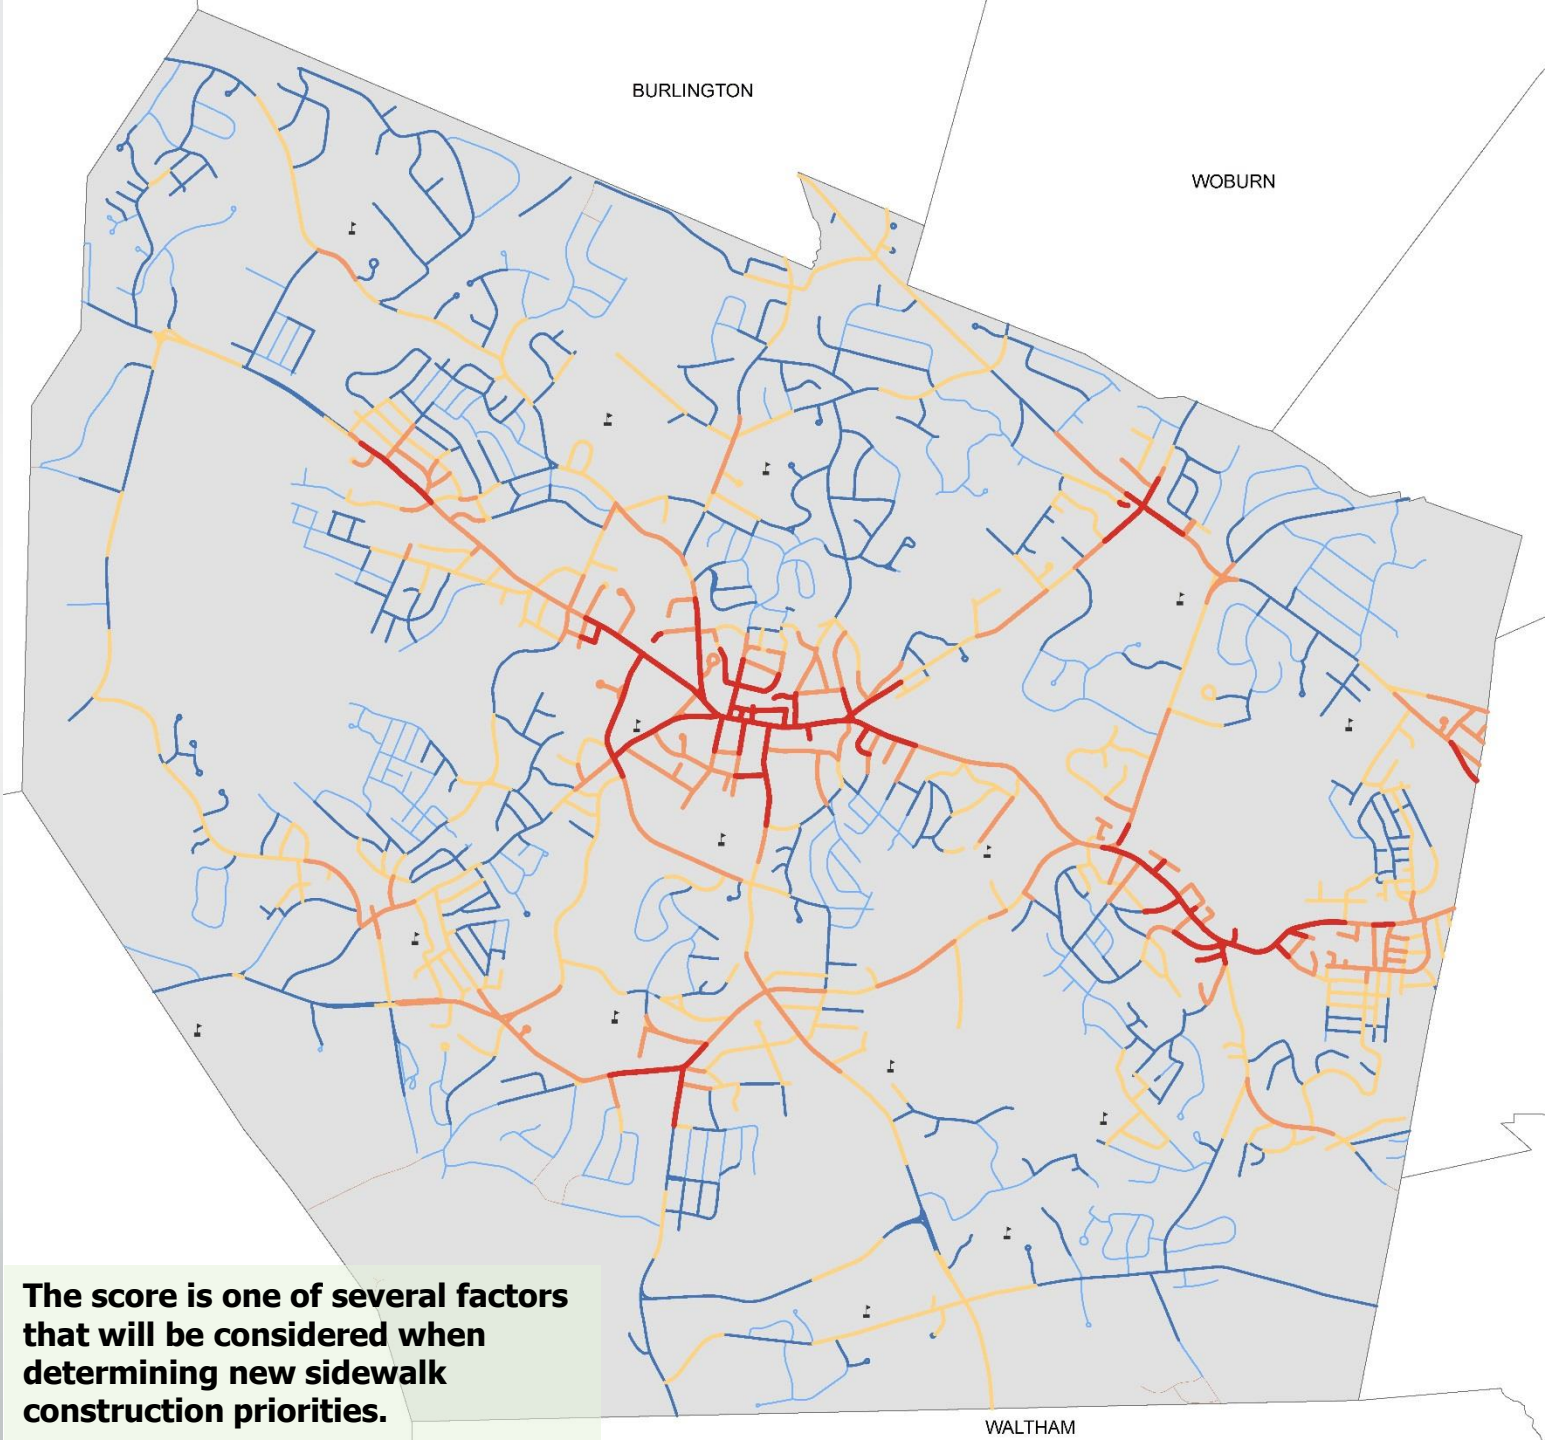 BURLINGTON
WOBURN
The score is one of several factors
that will be considered when
determining new sidewalk
construction priorities.
WALTHAM